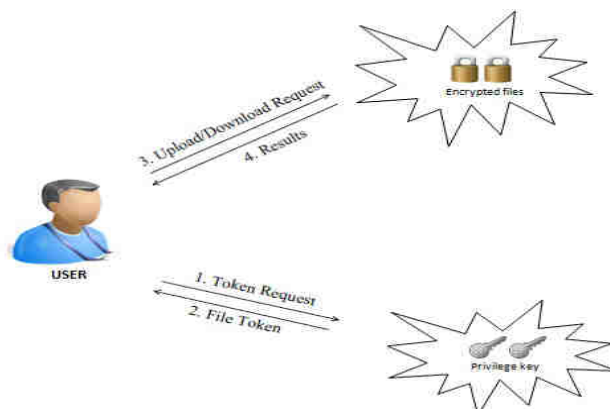 Encrypted files
3. Upload/Download Request
4. Results
USER
1. Token Request
2. File Token
Privilege key